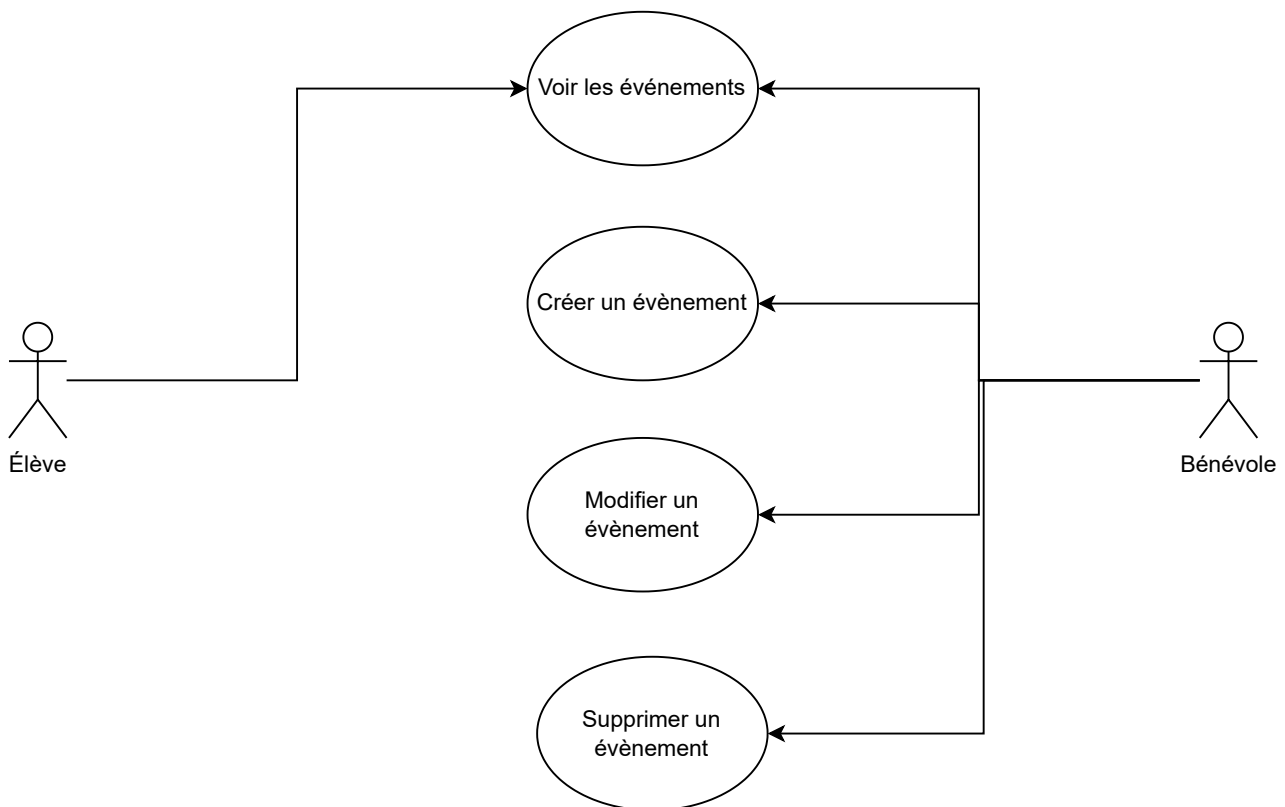 Voir les événements
Créer un évènement
Élève
Bénévole
Modifier un
évènement
Supprimer un
évènement